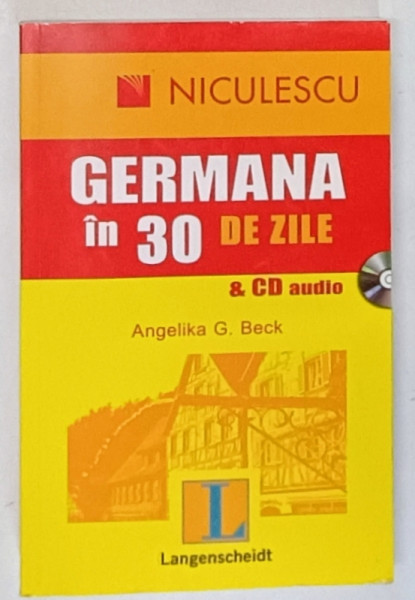 NICULESCU
GERMANA
în 30 DE ZILE
& CD audio
Angelika G. Beck
L
Langenscheidt